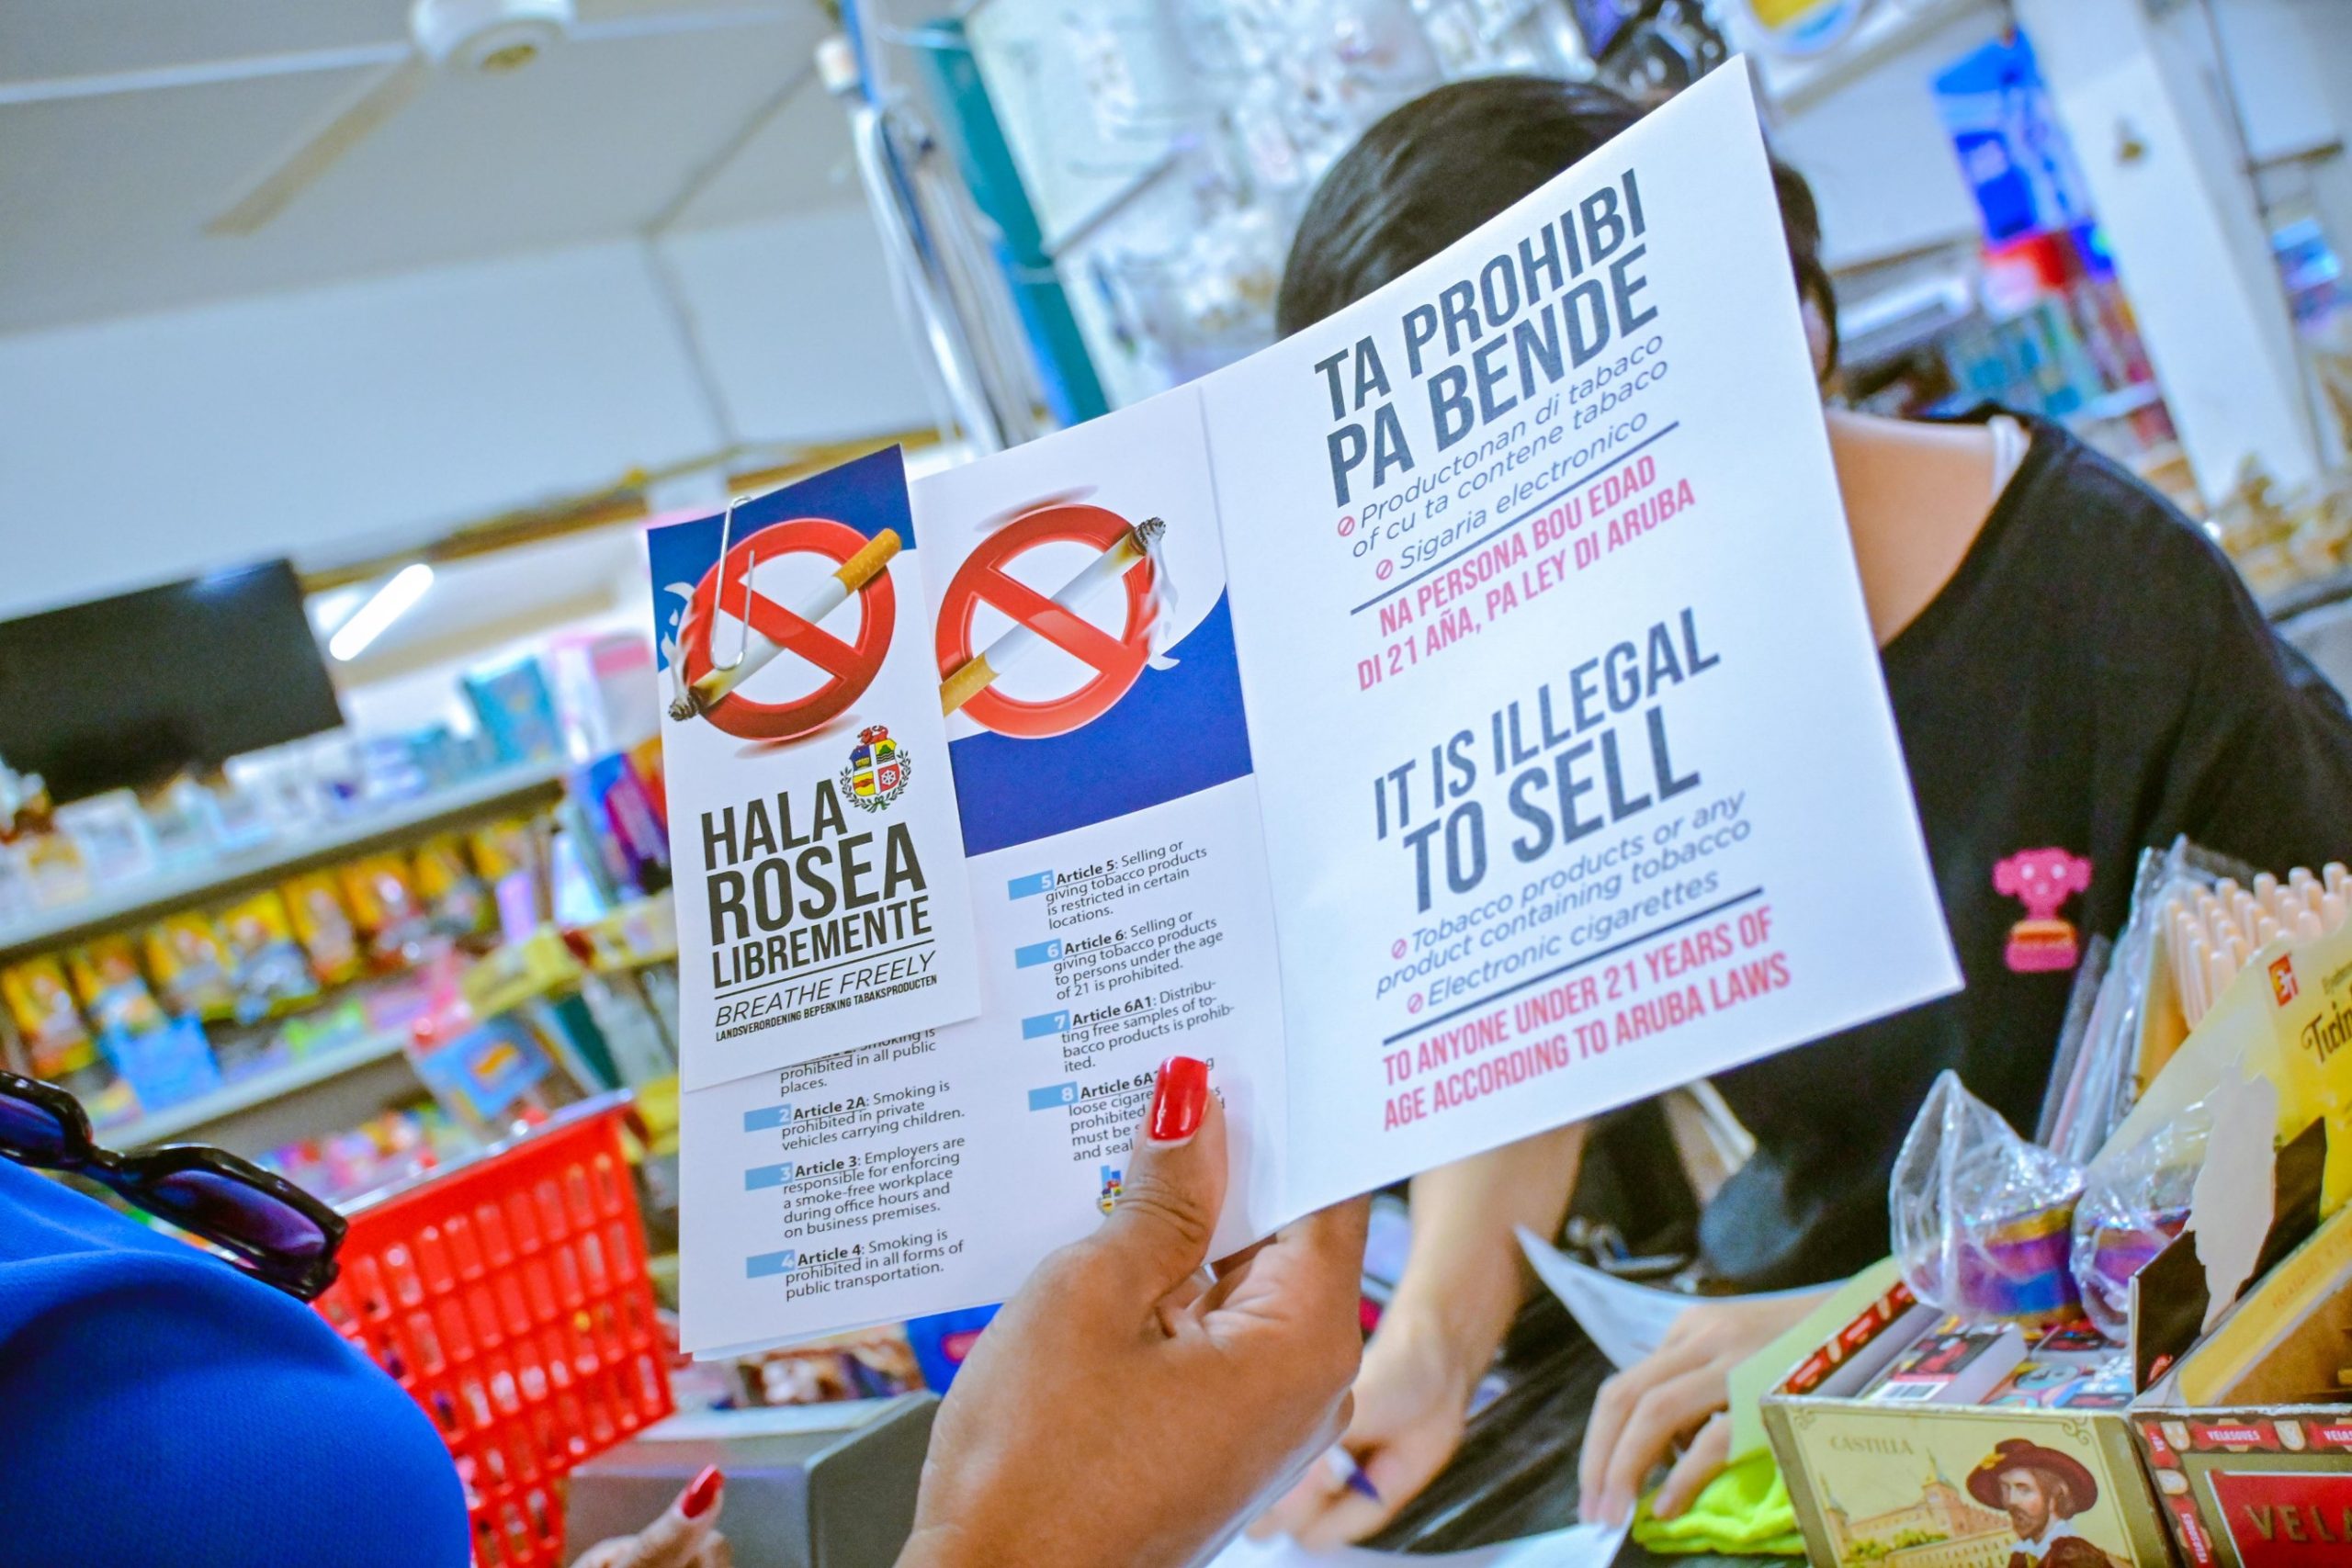 HALA
ROSEA
LIBREMENTE
BREATHE FREELY
LANDSVERORDENING BEPERKING TABAKSPRODUCTEN
smoking is
prohibited in all public
places.
2 Article 2A: Smoking is
prohibited in private
vehicles carrying children.
3 Article 3: Employers are
responsible for enforcing
a smoke-free workplace
during office hours and
on business premises.
4 Article 4: Smoking is
prohibited in all forms of
public transportation.
5 Article 5: Selling or
giving tobacco products
is restricted in certain
locations.
6 Article 6: Selling or
giving tobacco products
to persons under the age
of 21 is prohibited.
7 Article 6A1: Distribu-
ting free samples of to-
bacco products is prohib-
ited.
8 Article
loose
prohibited
must be
and
TA PROHIBI
PA BENDE
Productonan di tabaco
of cu ta contene tabaco
Sigaria electronico
NA PERSONA BOU EDAD
DI 21 AÑA, PA LEY DI ARUBA
IT IS ILLEGAL
TO SELL
Tobacco products or any
product containing tobacco
Electronic cigarettes
TO ANYONE UNDER 21 YEARS OF
AGE ACCORDING TO ARUBA LAWS
CASTILLA
VELASQUES